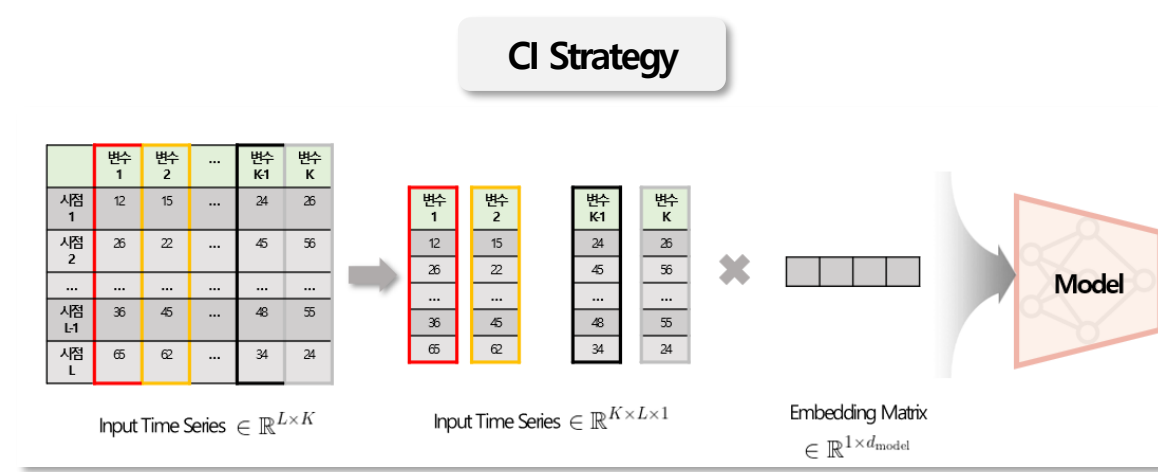 CI Strategy
변수 1 변수 2 ... 변수 K-1 변수 K
시점 1 12 15 ... 24 26
시점 2 26 22 ... 45 56
... ... ... ... ... ...
시점 L-1 36 45 ... 48 55
시점 L 65 62 ... 34 24
변수 1 변수 2 변수 K-1 변수 K
12 15 24 26
26 22 45 56
... ... ... ...
36 45 48 55
65 62 34 24
Model
Input Time Series ∈ ℝ^{L×K}
Input Time Series ∈ ℝ^{K×L×1}
Embedding Matrix
∈ ℝ^{1×d_{model}}